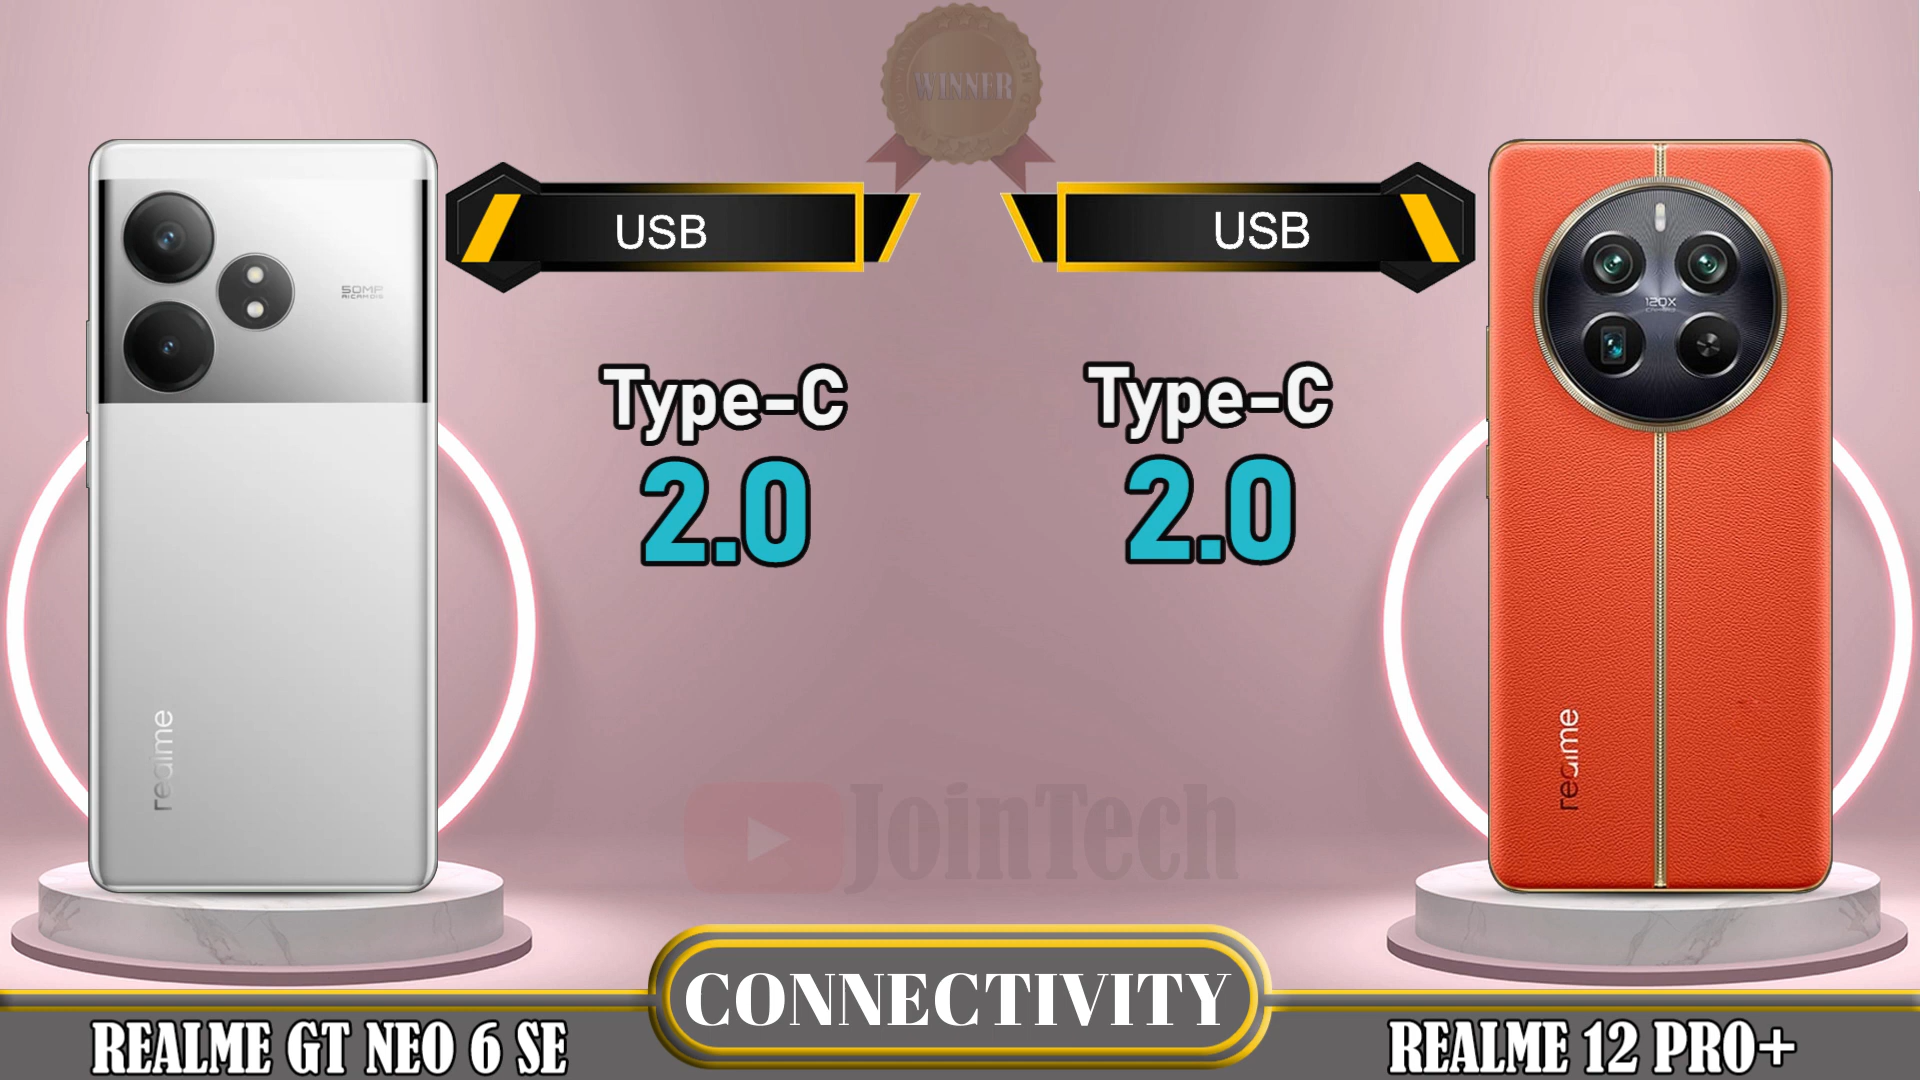 WINNER
USB
USB
50MP
Type-C
2.0
Type-C
2.0
120X
realme
realme
JoinTech
CONNECTIVITY
REALME GT NEO 6 SE
REALME 12 PRO+